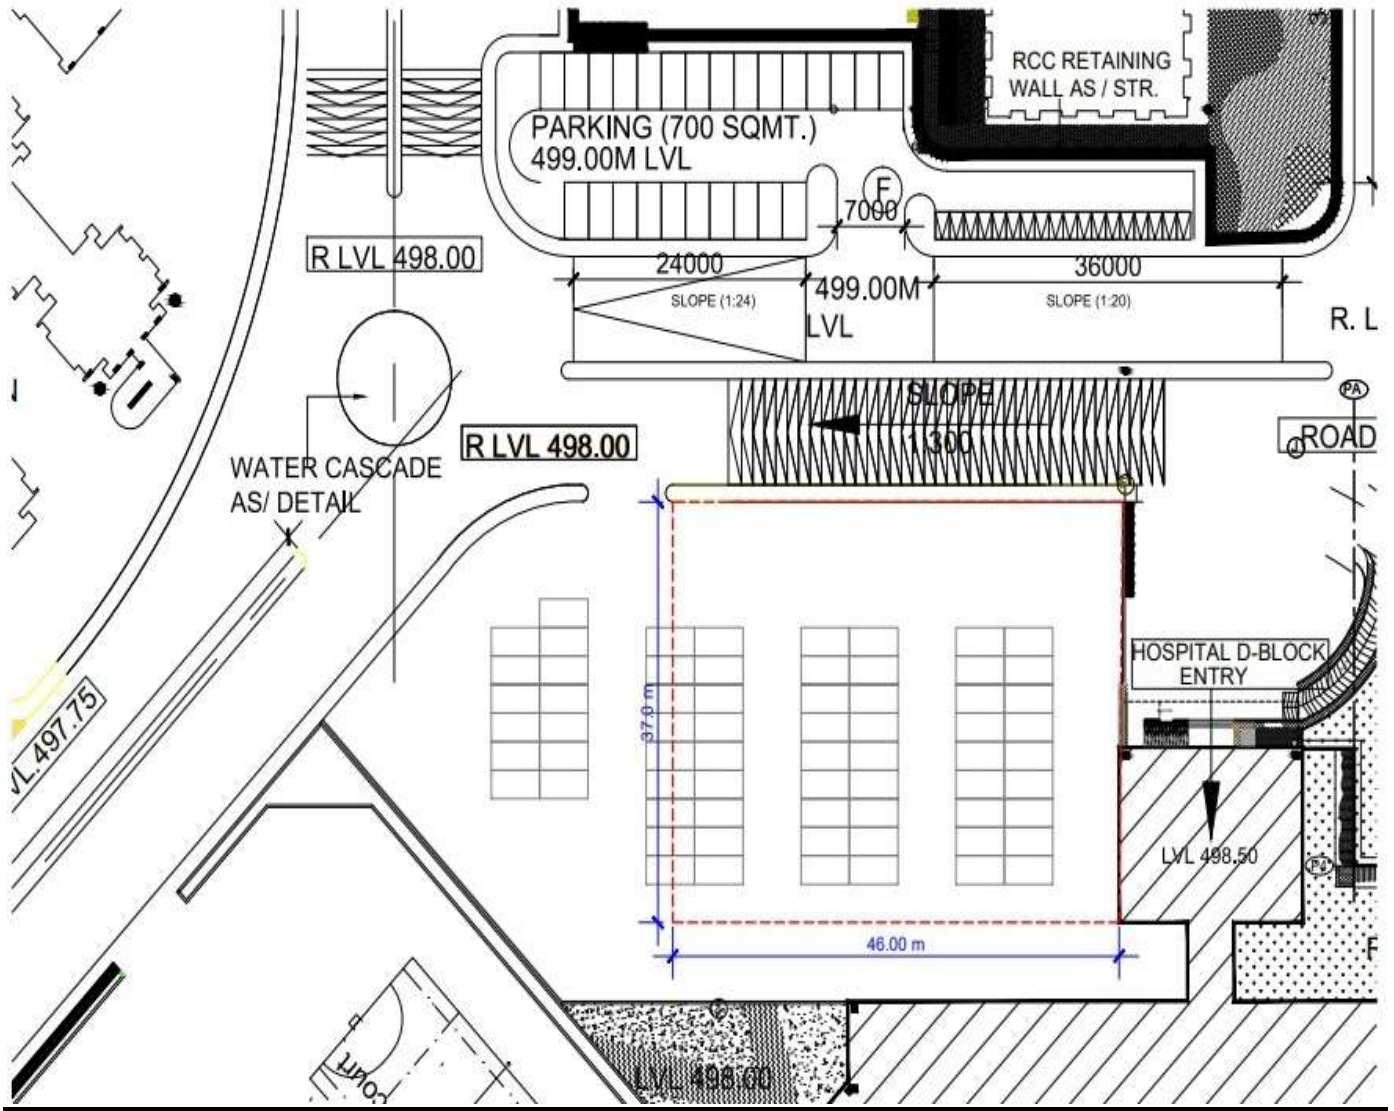 RCC RETAINING
WALL AS / STR.
PARKING (700 SQMT.)
499.00M LVL
F
7000
R LVL 498.00
24000
36000
SLOPE (1:24)
499.00M
LVL
SLOPE (1:20)
R. L
PA
SLOPE
1:300
R LVL 498.00
ROAD
WATER CASCADE
AS/ DETAIL
HOSPITAL D-BLOCK
ENTRY
37.0 m
VL. 497.75
LVL 498.50
P4
46.00 m
court
LVL 498.00